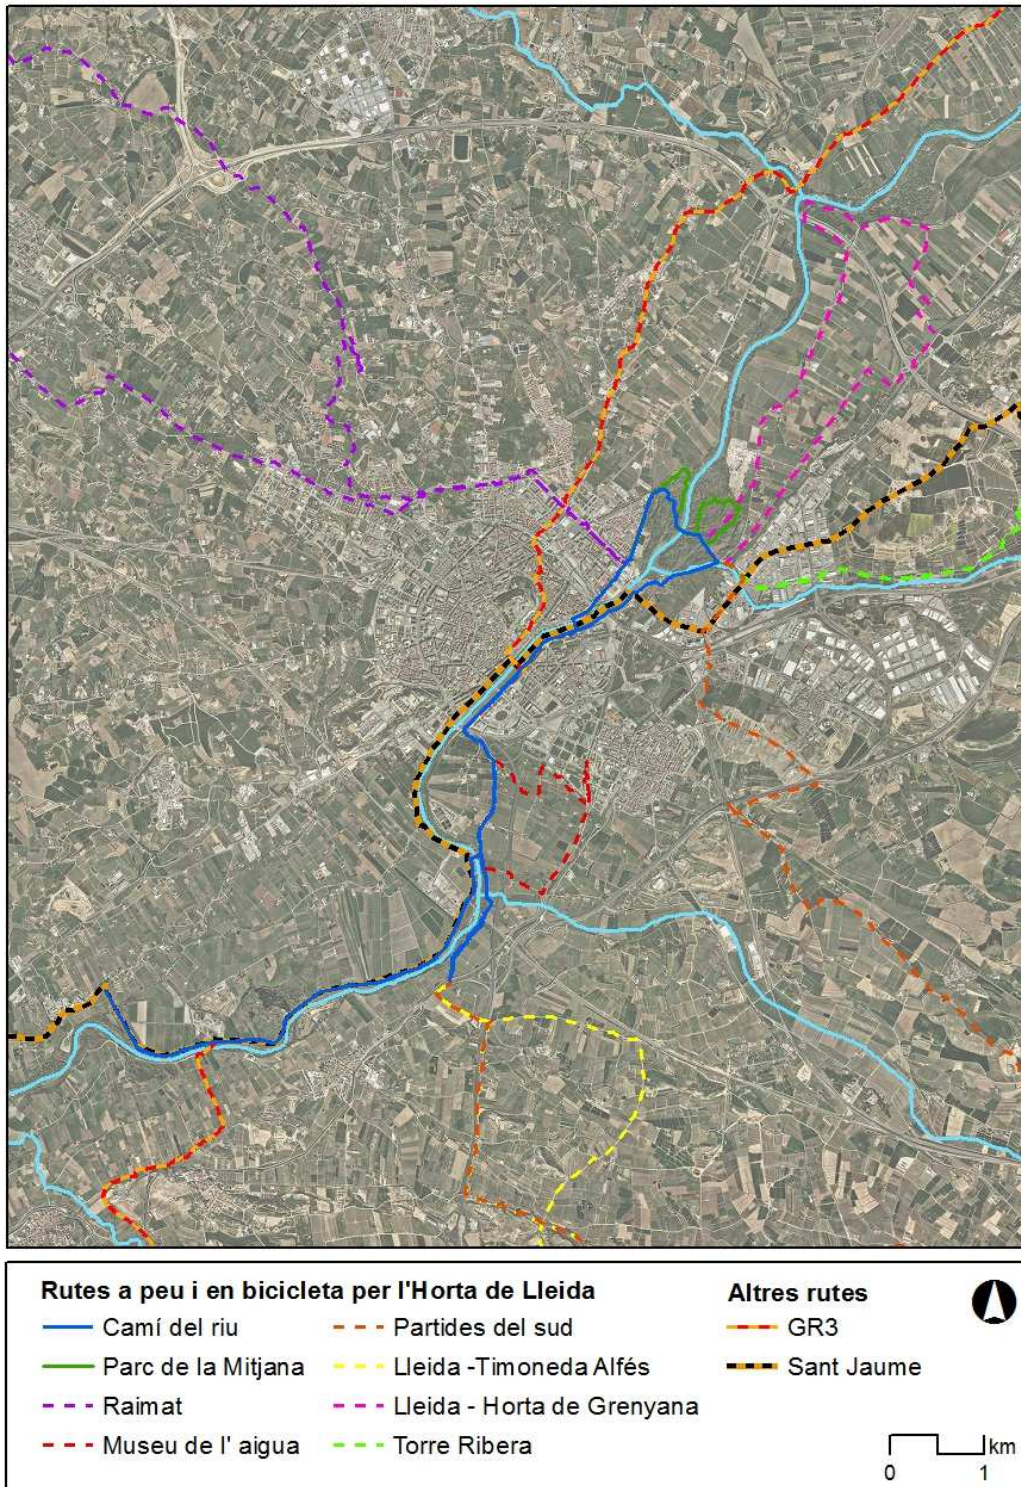 Rutes a peu i en bicicleta per l'Horta de Lleida
Camí del riu
Parc de la Mitjana
Raimat
Museu de l' aigua
Partides del sud
Lleida -Timoneda Alfés
Lleida - Horta de Grenyana
Torre Ribera
Altres rutes
GR3
Sant Jaume
km
0 1